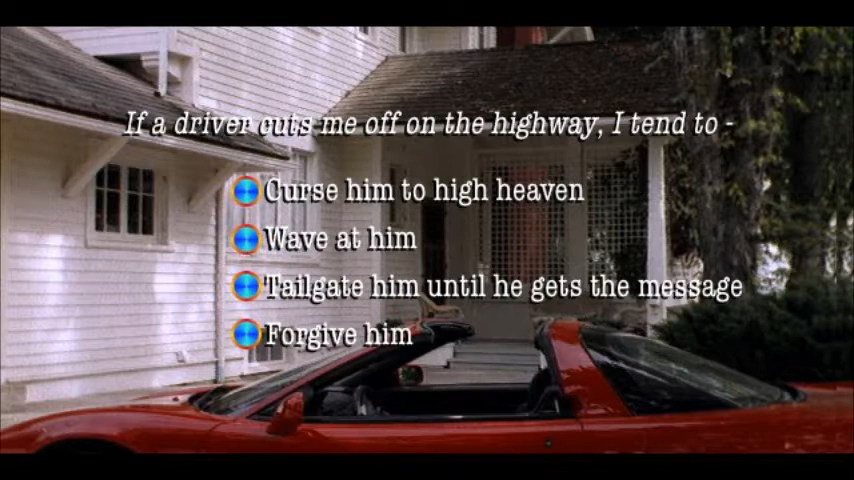 If a driver cuts me off on the highway, I tend to -
Curse him to high heaven
Wave at him
Tailgate him until he gets the message
Forgive him